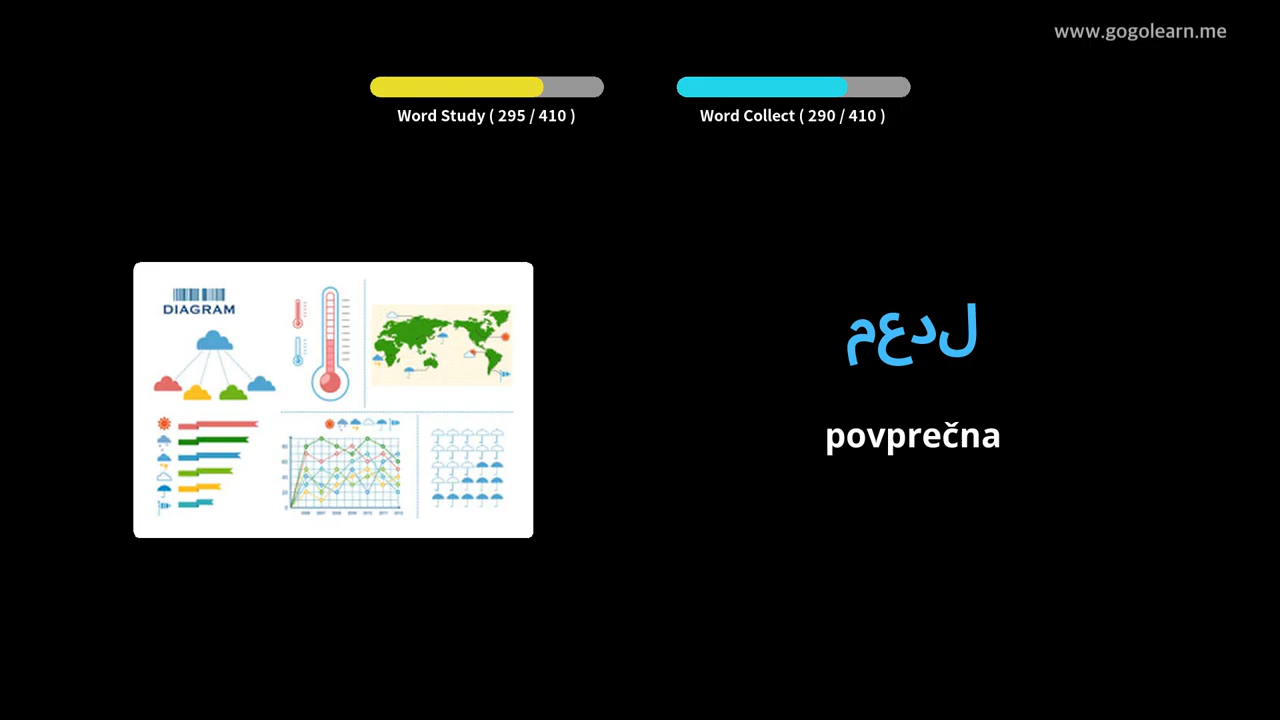 www.gogolearn.me
Word Study ( 295 / 410 )
Word Collect ( 290 / 410 )
DIAGRAM
معدل
povprečna